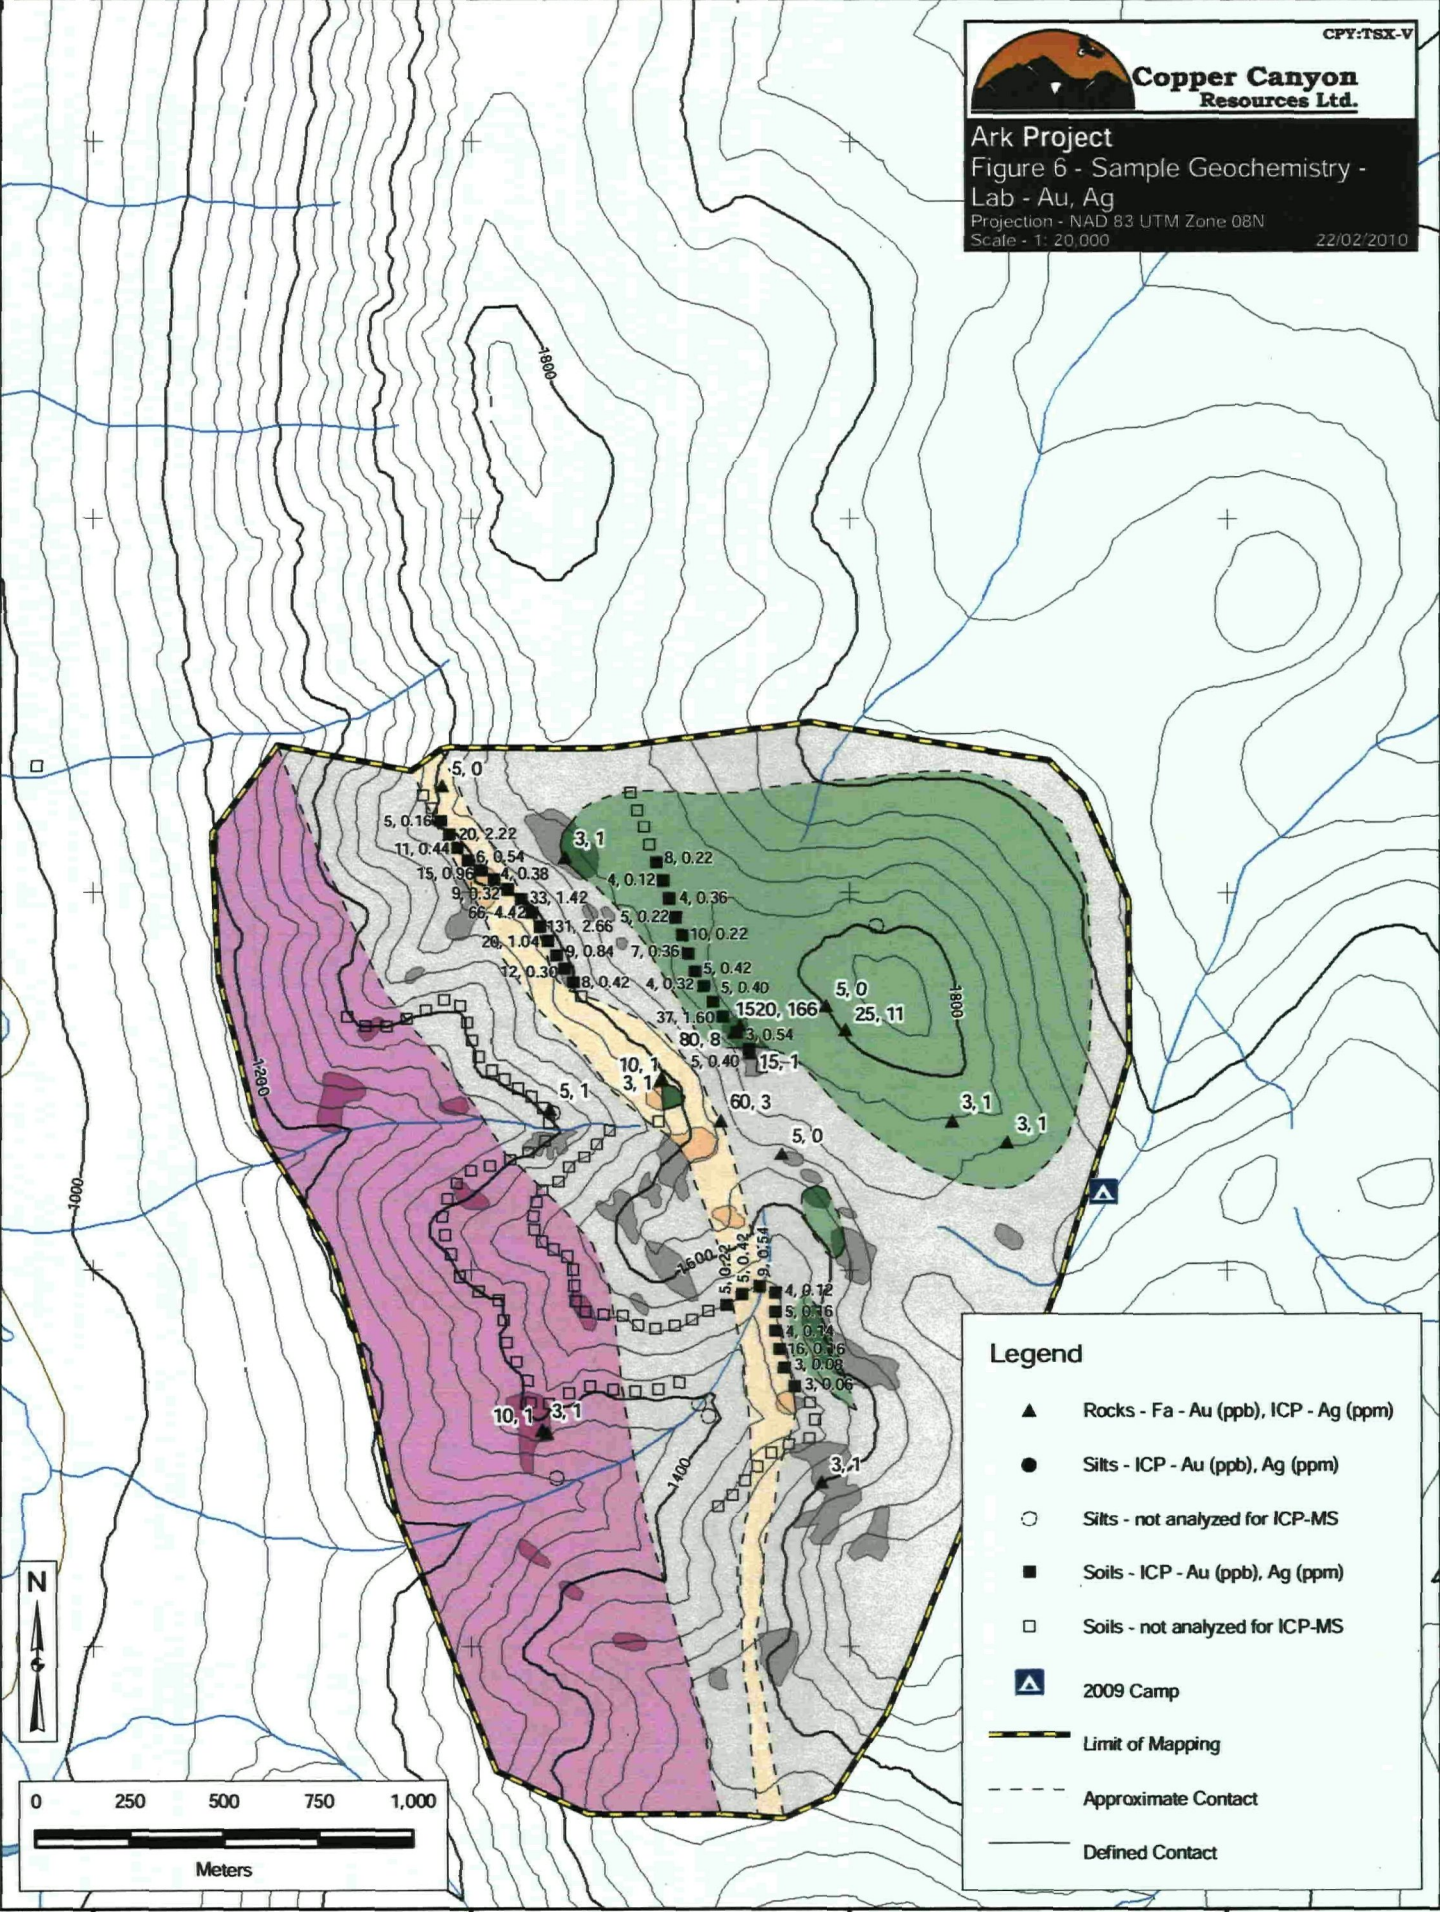 CPY:TSX-V
Copper Canyon
Resources Ltd.
Ark Project
Figure 6 - Sample Geochemistry -
Lab - Au, Ag
Projection - NAD 83 UTM Zone 08N
Scale - 1: 20,000 22/02/2010
1800
5, 0
5, 0.16
20, 2.22
11, 0.44
6, 0.54
15, 0.96
4, 0.38
9, 0.32
33, 1.42
66, 4.42
131, 2.66
20, 1.04
9, 0.84
12, 0.30
8, 0.42
3, 1
8, 0.22
4, 0.12
4, 0.36
5, 0.22
10, 0.22
7, 0.36
5, 0.42
4, 0.32
5, 0.40
37, 1.60
1520, 166
80, 8
3, 0.54
5, 0.40
15, 1
5, 0
25, 11
1800
10, 1
3, 1
5, 1
60, 3
5, 0
3, 1
3, 1
1200
1000
1600
5, 0.22
5, 0.42
9, 0.54
4, 0.12
5, 0.16
4, 0.14
16, 0.16
3, 0.08
3, 0.06
10, 1
3, 1
3, 1
1400
Legend
Rocks - Fa - Au (ppb), ICP - Ag (ppm)
Silts - ICP - Au (ppb), Ag (ppm)
Silts - not analyzed for ICP-MS
Soils - ICP - Au (ppb), Ag (ppm)
Soils - not analyzed for ICP-MS
2009 Camp
Limit of Mapping
Approximate Contact
Defined Contact
N
0 250 500 750 1,000
Meters